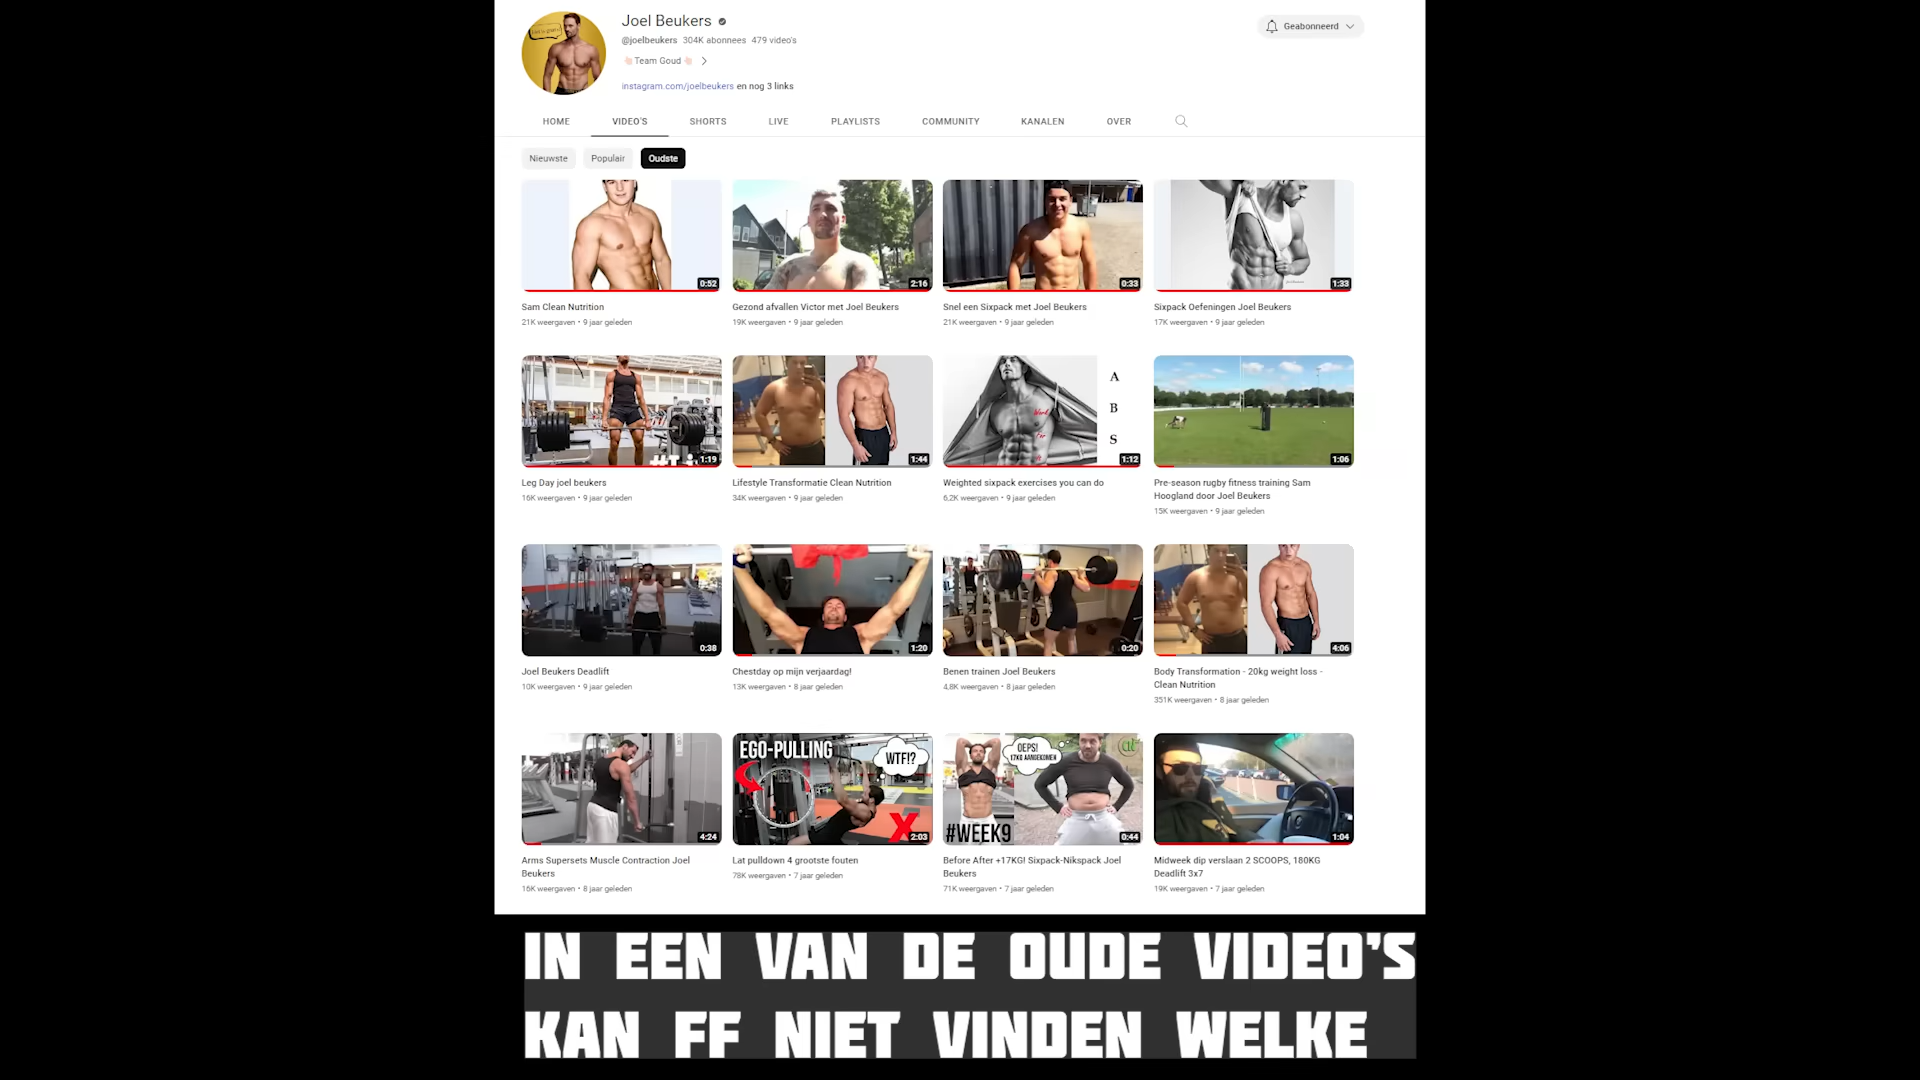 Joel Beukers
@joelbeukers 304K abonnees 479 video's
Team Goud
instagram.com/joelbeukers en nog 3 links
Geabonneerd
HOME VIDEO'S SHORTS LIVE PLAYLISTS COMMUNITY KANALEN OVER
Nieuwste Populair Oudste
0:52 2:16 0:33 1:33
Sam Clean Nutrition
21K weergaven • 9 jaar geleden
Gezond afvallen Victor met Joel Beukers
19K weergaven • 9 jaar geleden
Snel een Sixpack met Joel Beukers
21K weergaven • 9 jaar geleden
Sixpack Oefeningen Joel Beukers
17K weergaven • 9 jaar geleden
A
B
S
Work
For
it
1:19 1:44 1:12 1:06
Leg Day joel beukers
16K weergaven • 9 jaar geleden
Lifestyle Transformatie Clean Nutrition
34K weergaven • 9 jaar geleden
Weighted sixpack exercises you can do
6,2K weergaven • 9 jaar geleden
Pre-season rugby fitness training Sam
Hoogland door Joel Beukers
15K weergaven • 9 jaar geleden
0:38 1:20 0:20 4:06
Joel Beukers Deadlift
10K weergaven • 9 jaar geleden
Chestday op mijn verjaardag!
13K weergaven • 8 jaar geleden
Benen trainen Joel Beukers
4,8K weergaven • 8 jaar geleden
Body Transformation - 20kg weight loss -
Clean Nutrition
351K weergaven • 8 jaar geleden
EGO-PULLING
WTF!?
X
OEPS!
17KG AANGEKOMEN
#WEEK9
4:24 2:03 0:44 1:04
Arms Supersets Muscle Contraction Joel
Beukers
16K weergaven • 8 jaar geleden
Lat pulldown 4 grootste fouten
78K weergaven • 7 jaar geleden
Before After +17KG! Sixpack-Nikspack Joel
Beukers
71K weergaven • 7 jaar geleden
Midweek dip verslaan 2 SCOOPS, 180KG
Deadlift 3x7
19K weergaven • 7 jaar geleden
IN EEN VAN DE OUDE VIDEO'S
KAN FF NIET VINDEN WELKE